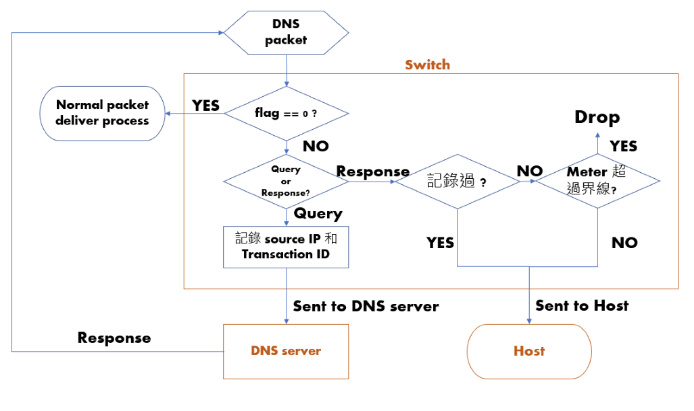 DNS
packet
Switch
Normal packet
deliver process
YES
flag == 0 ?
Drop
NO
YES
Query
or
Response?
Response
記錄過 ?
NO
Meter 超
過界線?
Query
記錄 source IP 和
Transaction ID
YES
NO
Sent to DNS server
Sent to Host
Response
DNS server
Host